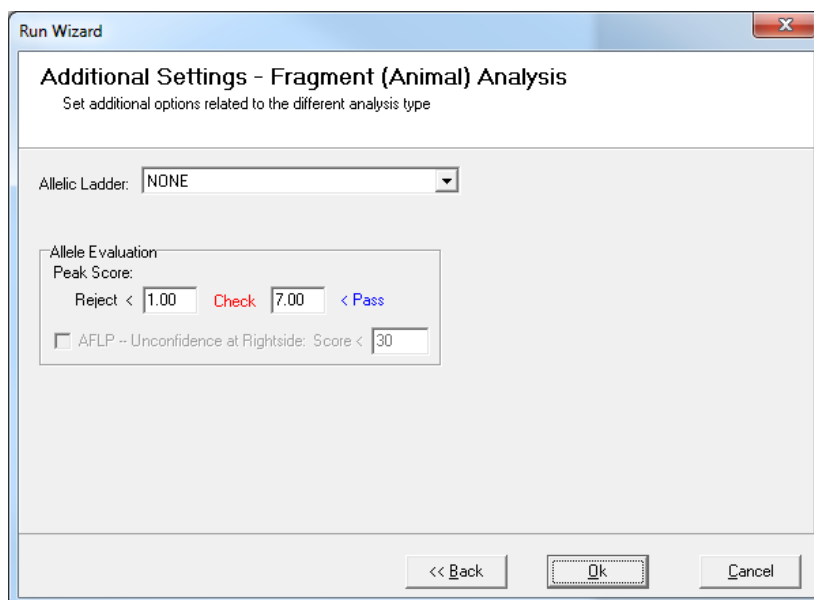 Run Wizard
Additional Settings - Fragment (Animal) Analysis
Set additional options related to the different analysis type
Allelic Ladder: NONE
Allele Evaluation
Peak Score:
Reject < 1.00 Check 7.00 < Pass
AFLP -- Unconfidence at Rightside: Score < 30
<< Back Ok Cancel